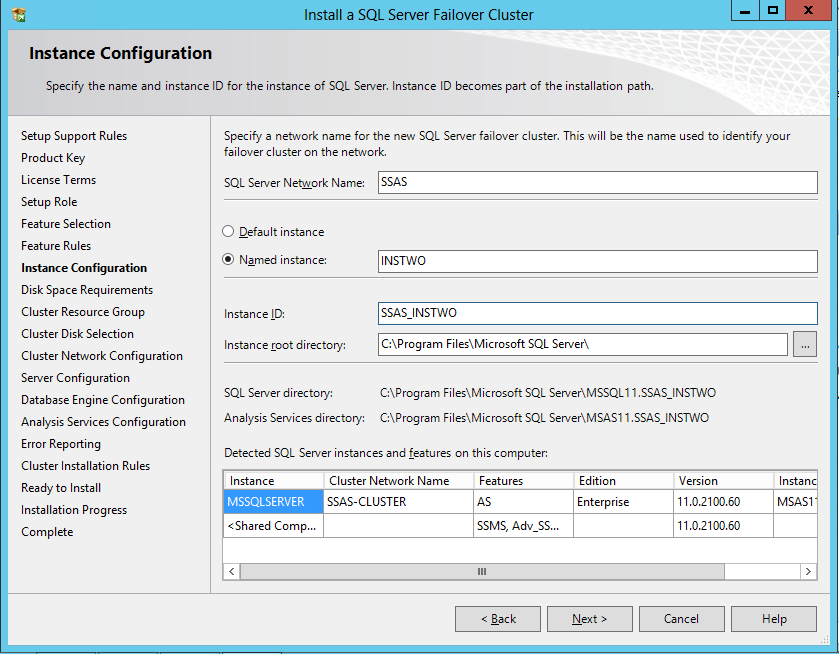 Install a SQL Server Failover Cluster
Instance Configuration
Specify the name and instance ID for the instance of SQL Server. Instance ID becomes part of the installation path.
Setup Support Rules
Product Key
License Terms
Setup Role
Feature Selection
Feature Rules
Instance Configuration
Disk Space Requirements
Cluster Resource Group
Cluster Disk Selection
Cluster Network Configuration
Server Configuration
Database Engine Configuration
Analysis Services Configuration
Error Reporting
Cluster Installation Rules
Ready to Install
Installation Progress
Complete
Specify a network name for the new SQL Server failover cluster. This will be the name used to identify your
failover cluster on the network.
SQL Server Network Name: SSAS
Default instance
Named instance: INSTWO
Instance ID: SSAS_INSTWO
Instance root directory: C:\Program Files\Microsoft SQL Server\ ...
SQL Server directory: C:\Program Files\Microsoft SQL Server\MSSQL11.SSAS_INSTWO
Analysis Services directory: C:\Program Files\Microsoft SQL Server\MSAS11.SSAS_INSTWO
Detected SQL Server instances and features on this computer:
Instance Cluster Network Name Features Edition Version Instanc
MSSQLSERVER SSAS-CLUSTER AS Enterprise 11.0.2100.60 MSAS11
<Shared Comp... SSMS, Adv_SS... 11.0.2100.60
< Back Next > Cancel Help